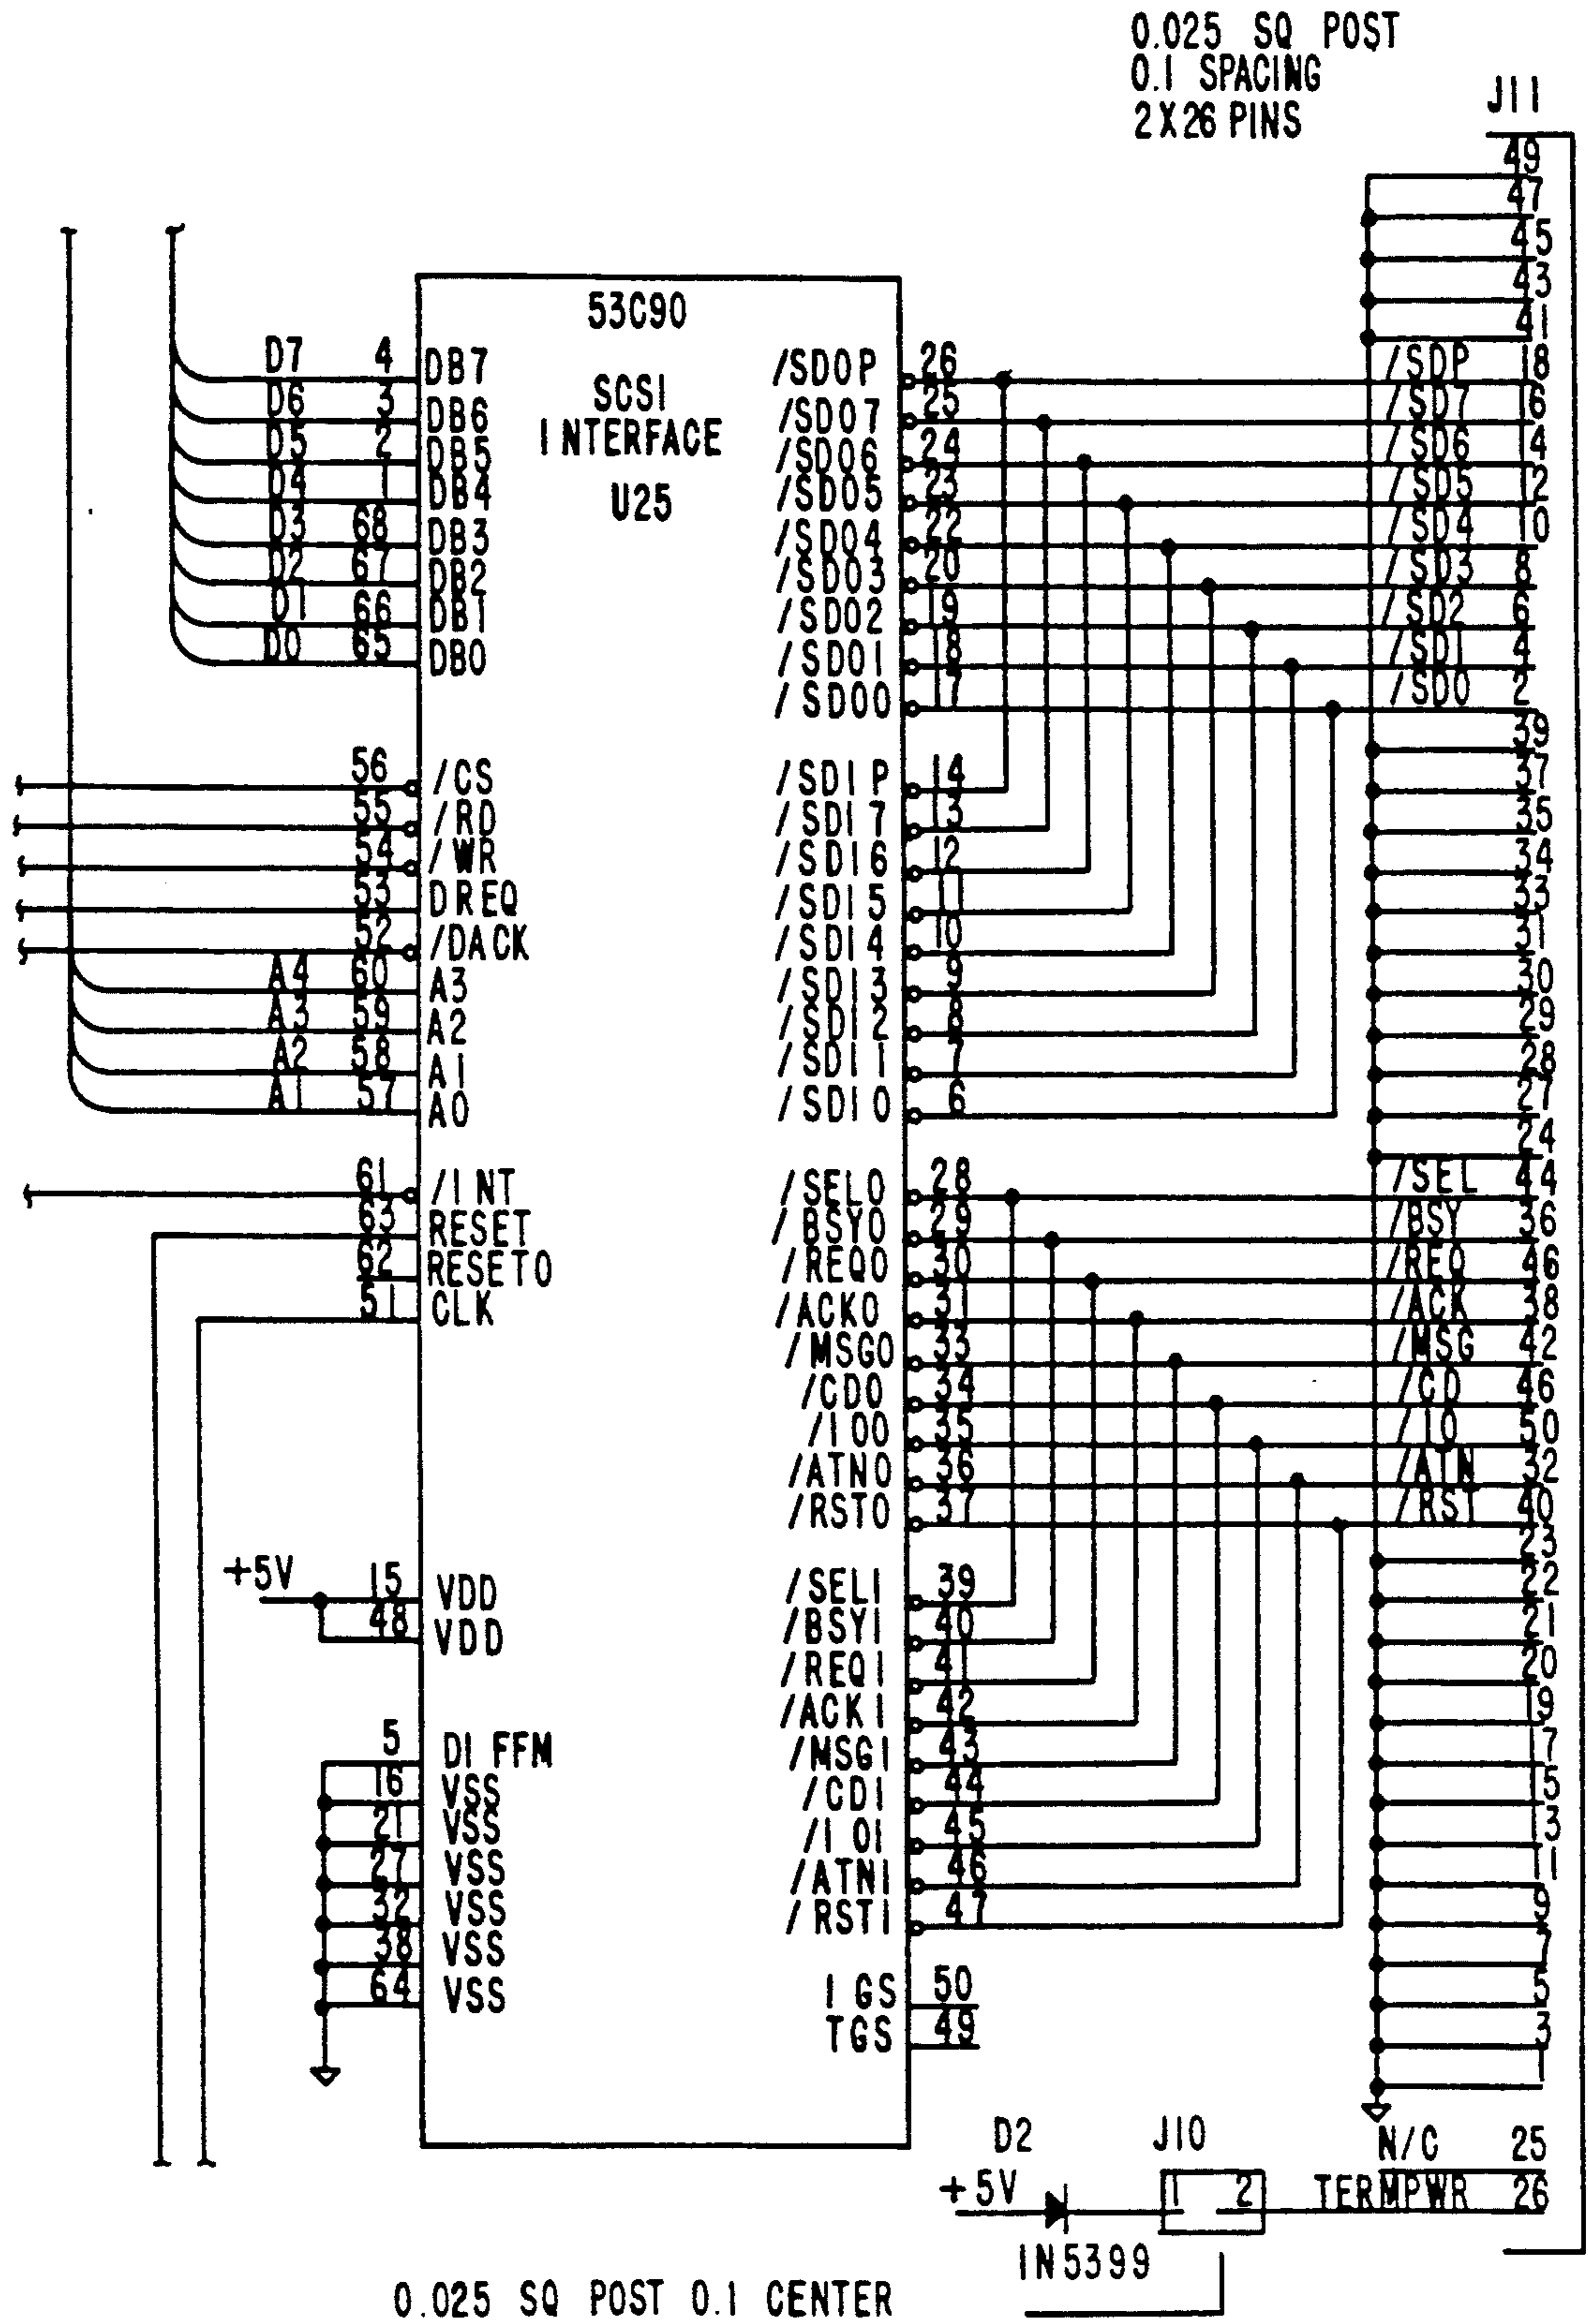 0.025 SQ POST
0.1 SPACING
2X26 PINS
J11
49
47
45
43
41
53C90
SCSI
INTERFACE
U25
D7 4 DB7
D6 3 DB6
D5 2 DB5
D4 1 DB4
D3 68 DB3
D2 67 DB2
D1 66 DB1
D0 65 DB0
/SDOP 26 /SDP 18
/SDO7 25 /SD7 16
/SDO6 24 /SD6 14
/SDO5 23 /SD5 12
/SDO4 22 /SD4 10
/SDO3 20 /SD3 8
/SDO2 19 /SD2 6
/SDO1 18 /SD1 4
/SDO0 17 /SD0 2
39
37
35
34
33
31
30
29
28
27
24
56 /CS
55 /RD
54 /WR
53 DREQ
52 /DACK
A4 60 A3
A3 59 A2
A2 58 A1
A1 57 A0
/SDIP 14
/SDI7 13
/SDI6 12
/SDI5 11
/SDI4 10
/SDI3 9
/SDI2 8
/SDI1 7
/SDI0 6
61 /INT
63 RESET
62 RESETO
51 CLK
/SELO 28 /SEL 44
/BSYO 29 /BSY 36
/REQO 30 /REQ 46
/ACKO 31 /ACK 38
/MSGO 33 /MSG 42
/CDO 34 /CD 46
/IOO 35 /IO 50
/ATNO 36 /ATN 32
/RSTO 37 /RST 40
23
22
21
20
19
17
15
13
11
9
7
5
3
1
+5V 15 VDD
48 VDD
/SELI 39
/BSYI 40
/REQI 41
/ACKI 42
/MSGI 43
/CDI 44
/IOI 45
/ATNI 46
/RSTI 47
5 DIFFM
16 VSS
21 VSS
27 VSS
32 VSS
38 VSS
64 VSS
IGS 50
TGS 49
D2 J10 N/C 25
+5V 1 2 TERMPWR 26
1N5399
0.025 SQ POST 0.1 CENTER